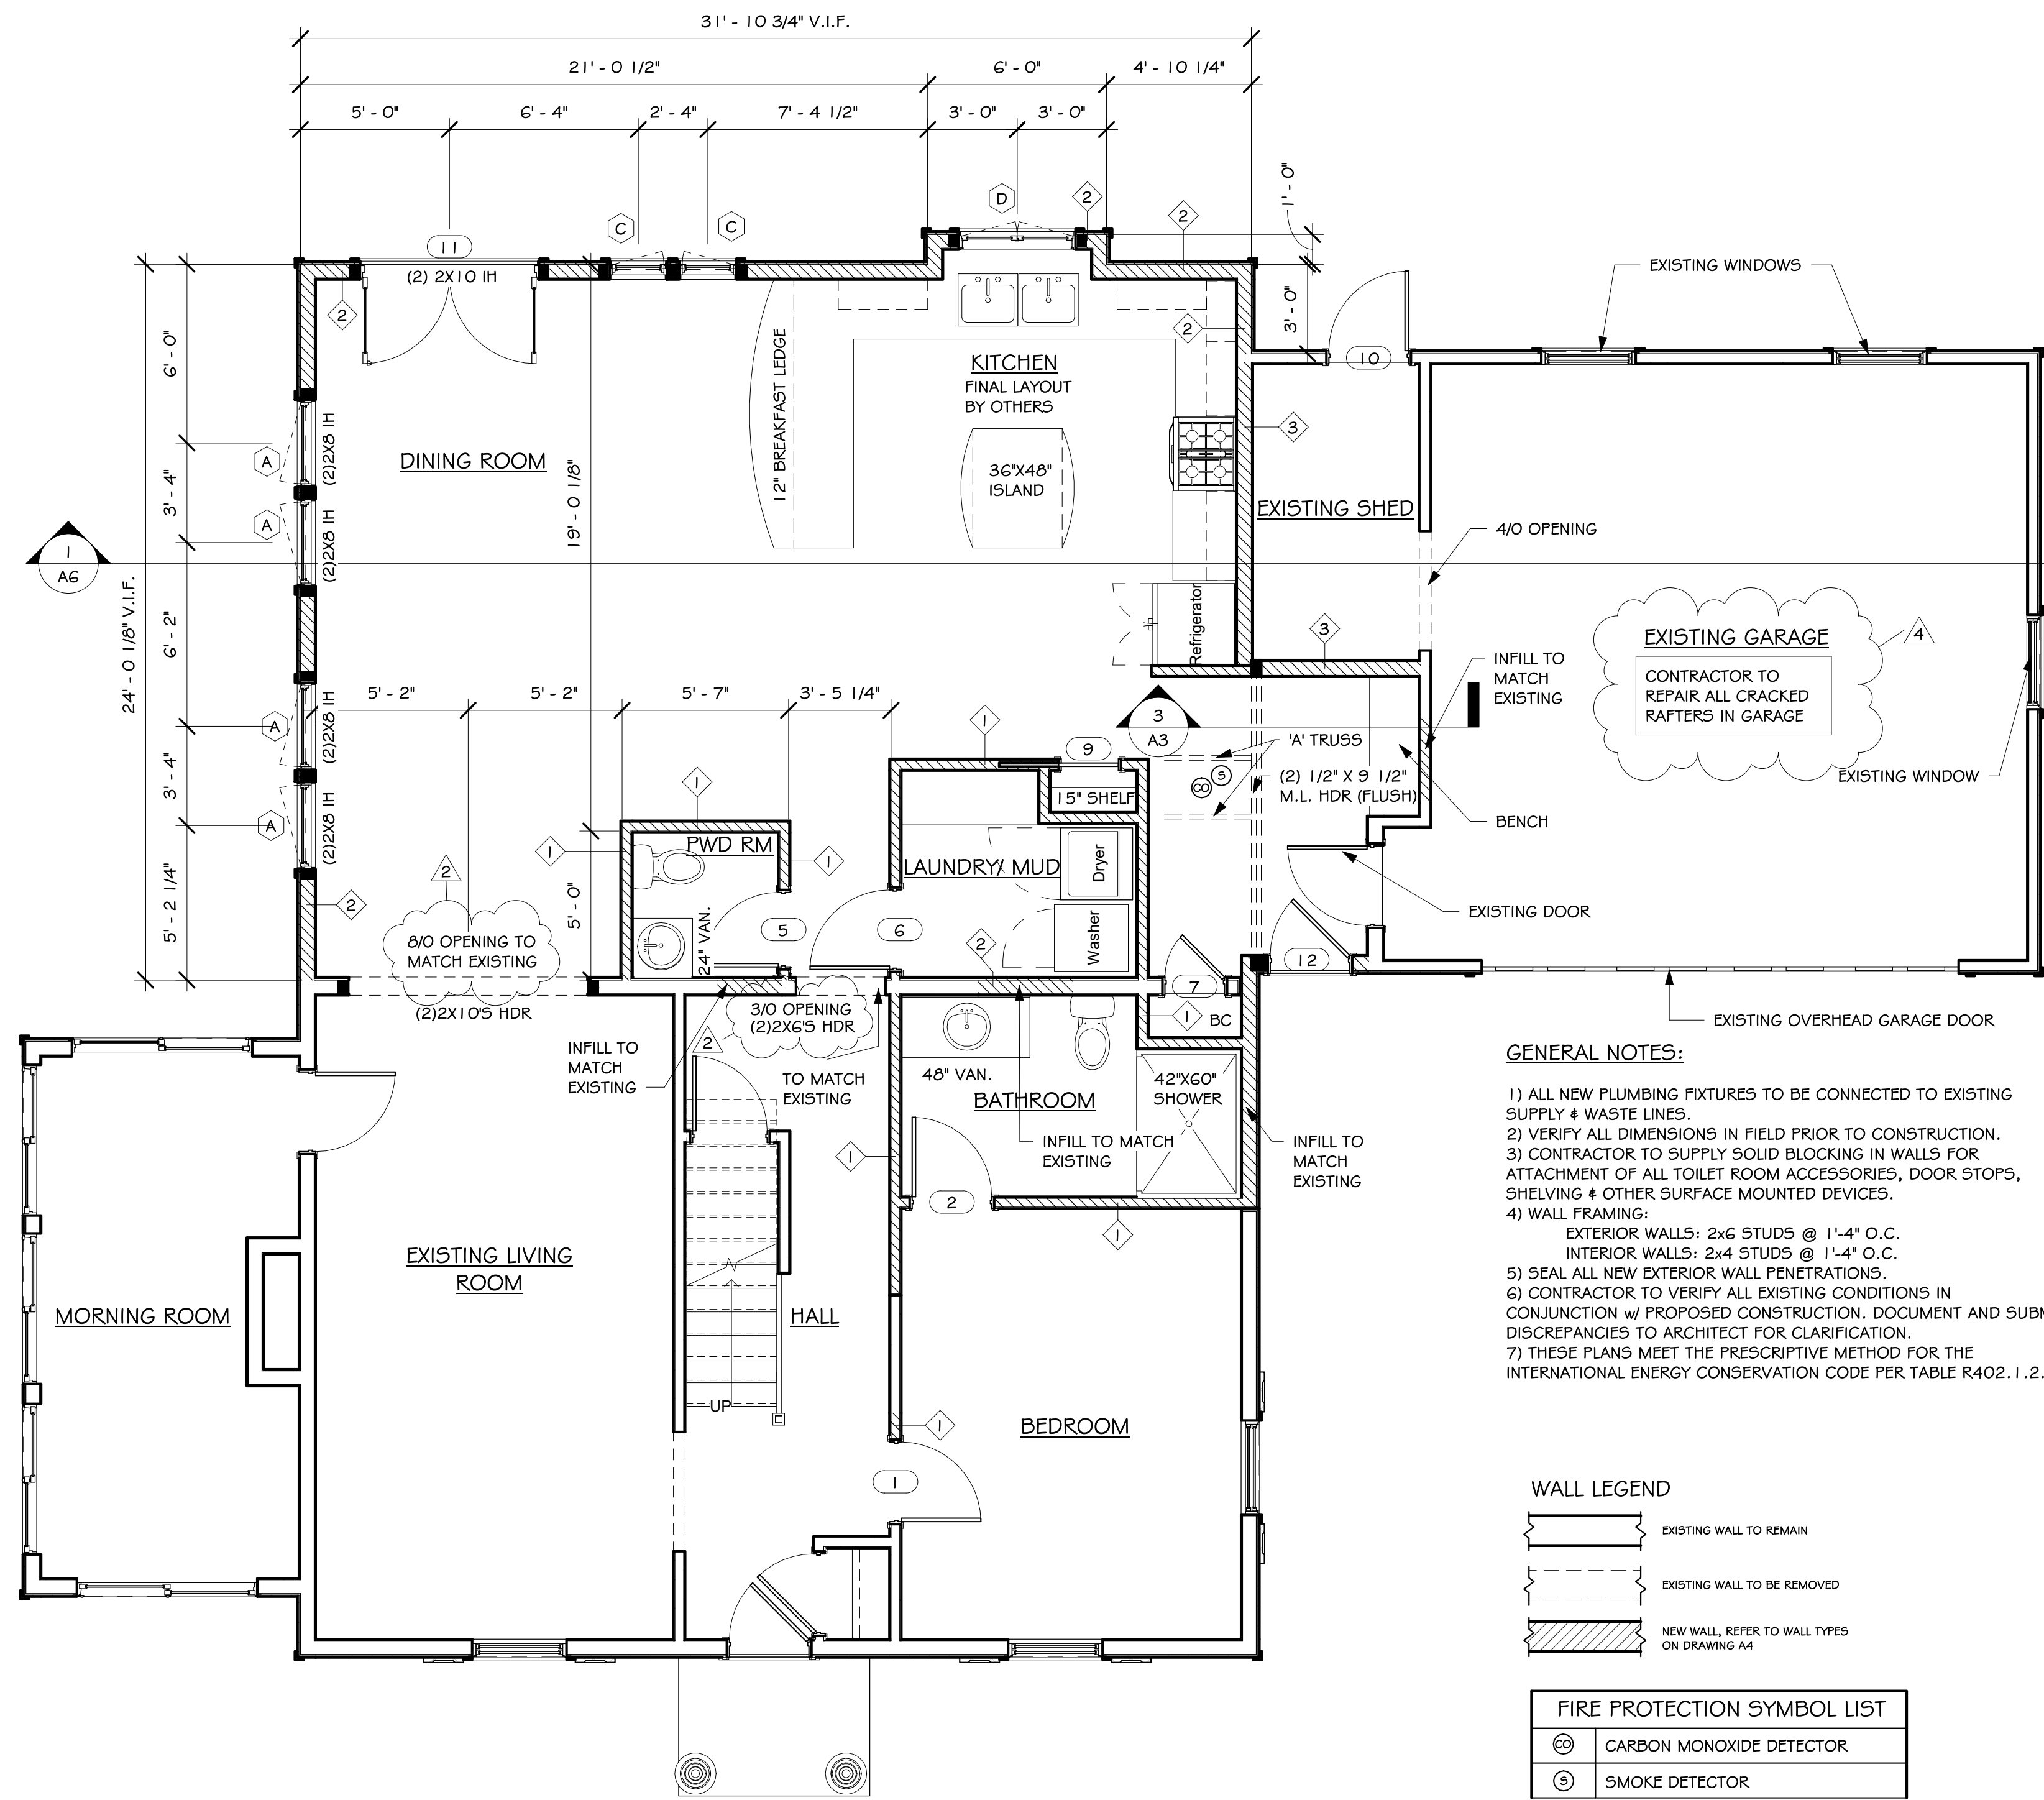 31' - 10 3/4" V.I.F.
21' - 0 1/2"
6' - 0"
4' - 10 1/4"
5' - 0"
6' - 4"
2' - 4"
7' - 4 1/2"
3' - 0"
3' - 0"
1' - 0"
D
2
2
C
C
11
(2) 2X10 IH
2
2
3' - 0"
10
EXISTING WINDOWS
6' - 0"
12" BREAKFAST LEDGE
KITCHEN
FINAL LAYOUT
BY OTHERS
3
A
(2)2X8 IH
DINING ROOM
19' - 0 1/8"
36"X48"
ISLAND
3' - 4"
A
(2)2X8 IH
EXISTING SHED
4/0 OPENING
1
A6
24' - 0 1/8" V.I.F.
6' - 2"
Refrigerator
3
EXISTING GARAGE
4
CONTRACTOR TO
REPAIR ALL CRACKED
RAFTERS IN GARAGE
INFILL TO
MATCH
EXISTING
5' - 2"
5' - 2"
5' - 7"
3' - 5 1/4"
A
(2)2X8 IH
1
9
3
A3
'A' TRUSS
3' - 4"
1
S
CO
(2) 1/2" X 9 1/2"
M.L. HDR (FLUSH)
EXISTING WINDOW
15" SHELF
A
(2)2X8 IH
BENCH
1
PWD RM
1
LAUNDRY/ MUD
Dryer
2
2
5' - 2 1/4"
5' - 0"
24" VAN.
5
6
2
Washer
EXISTING DOOR
8/0 OPENING TO
MATCH EXISTING
12
7
(2)2X10'S HDR
3/0 OPENING
(2)2X6'S HDR
2
1
BC
EXISTING OVERHEAD GARAGE DOOR
INFILL TO
MATCH
EXISTING
TO MATCH
EXISTING
48" VAN.
BATHROOM
42"X60"
SHOWER
1
INFILL TO MATCH
EXISTING
INFILL TO
MATCH
EXISTING
2
1
EXISTING LIVING
ROOM
MORNING ROOM
HALL
UP
1
BEDROOM
1
GENERAL NOTES:
1) ALL NEW PLUMBING FIXTURES TO BE CONNECTED TO EXISTING
SUPPLY & WASTE LINES.
2) VERIFY ALL DIMENSIONS IN FIELD PRIOR TO CONSTRUCTION.
3) CONTRACTOR TO SUPPLY SOLID BLOCKING IN WALLS FOR
ATTACHMENT OF ALL TOILET ROOM ACCESSORIES, DOOR STOPS,
SHELVING & OTHER SURFACE MOUNTED DEVICES.
4) WALL FRAMING:
EXTERIOR WALLS: 2x6 STUDS @ 1'-4" O.C.
INTERIOR WALLS: 2x4 STUDS @ 1'-4" O.C.
5) SEAL ALL NEW EXTERIOR WALL PENETRATIONS.
6) CONTRACTOR TO VERIFY ALL EXISTING CONDITIONS IN
CONJUNCTION w/ PROPOSED CONSTRUCTION. DOCUMENT AND
DISCREPANCIES TO ARCHITECT FOR CLARIFICATION.
7) THESE PLANS MEET THE PRESCRIPTIVE METHOD FOR THE
INTERNATIONAL ENERGY CONSERVATION CODE PER TABLE R402.1.2.
WALL LEGEND
EXISTING WALL TO REMAIN
EXISTING WALL TO BE REMOVED
NEW WALL, REFER TO WALL TYPES
ON DRAWING A4
FIRE PROTECTION SYMBOL LIST
CO CARBON MONOXIDE DETECTOR
S SMOKE DETECTOR